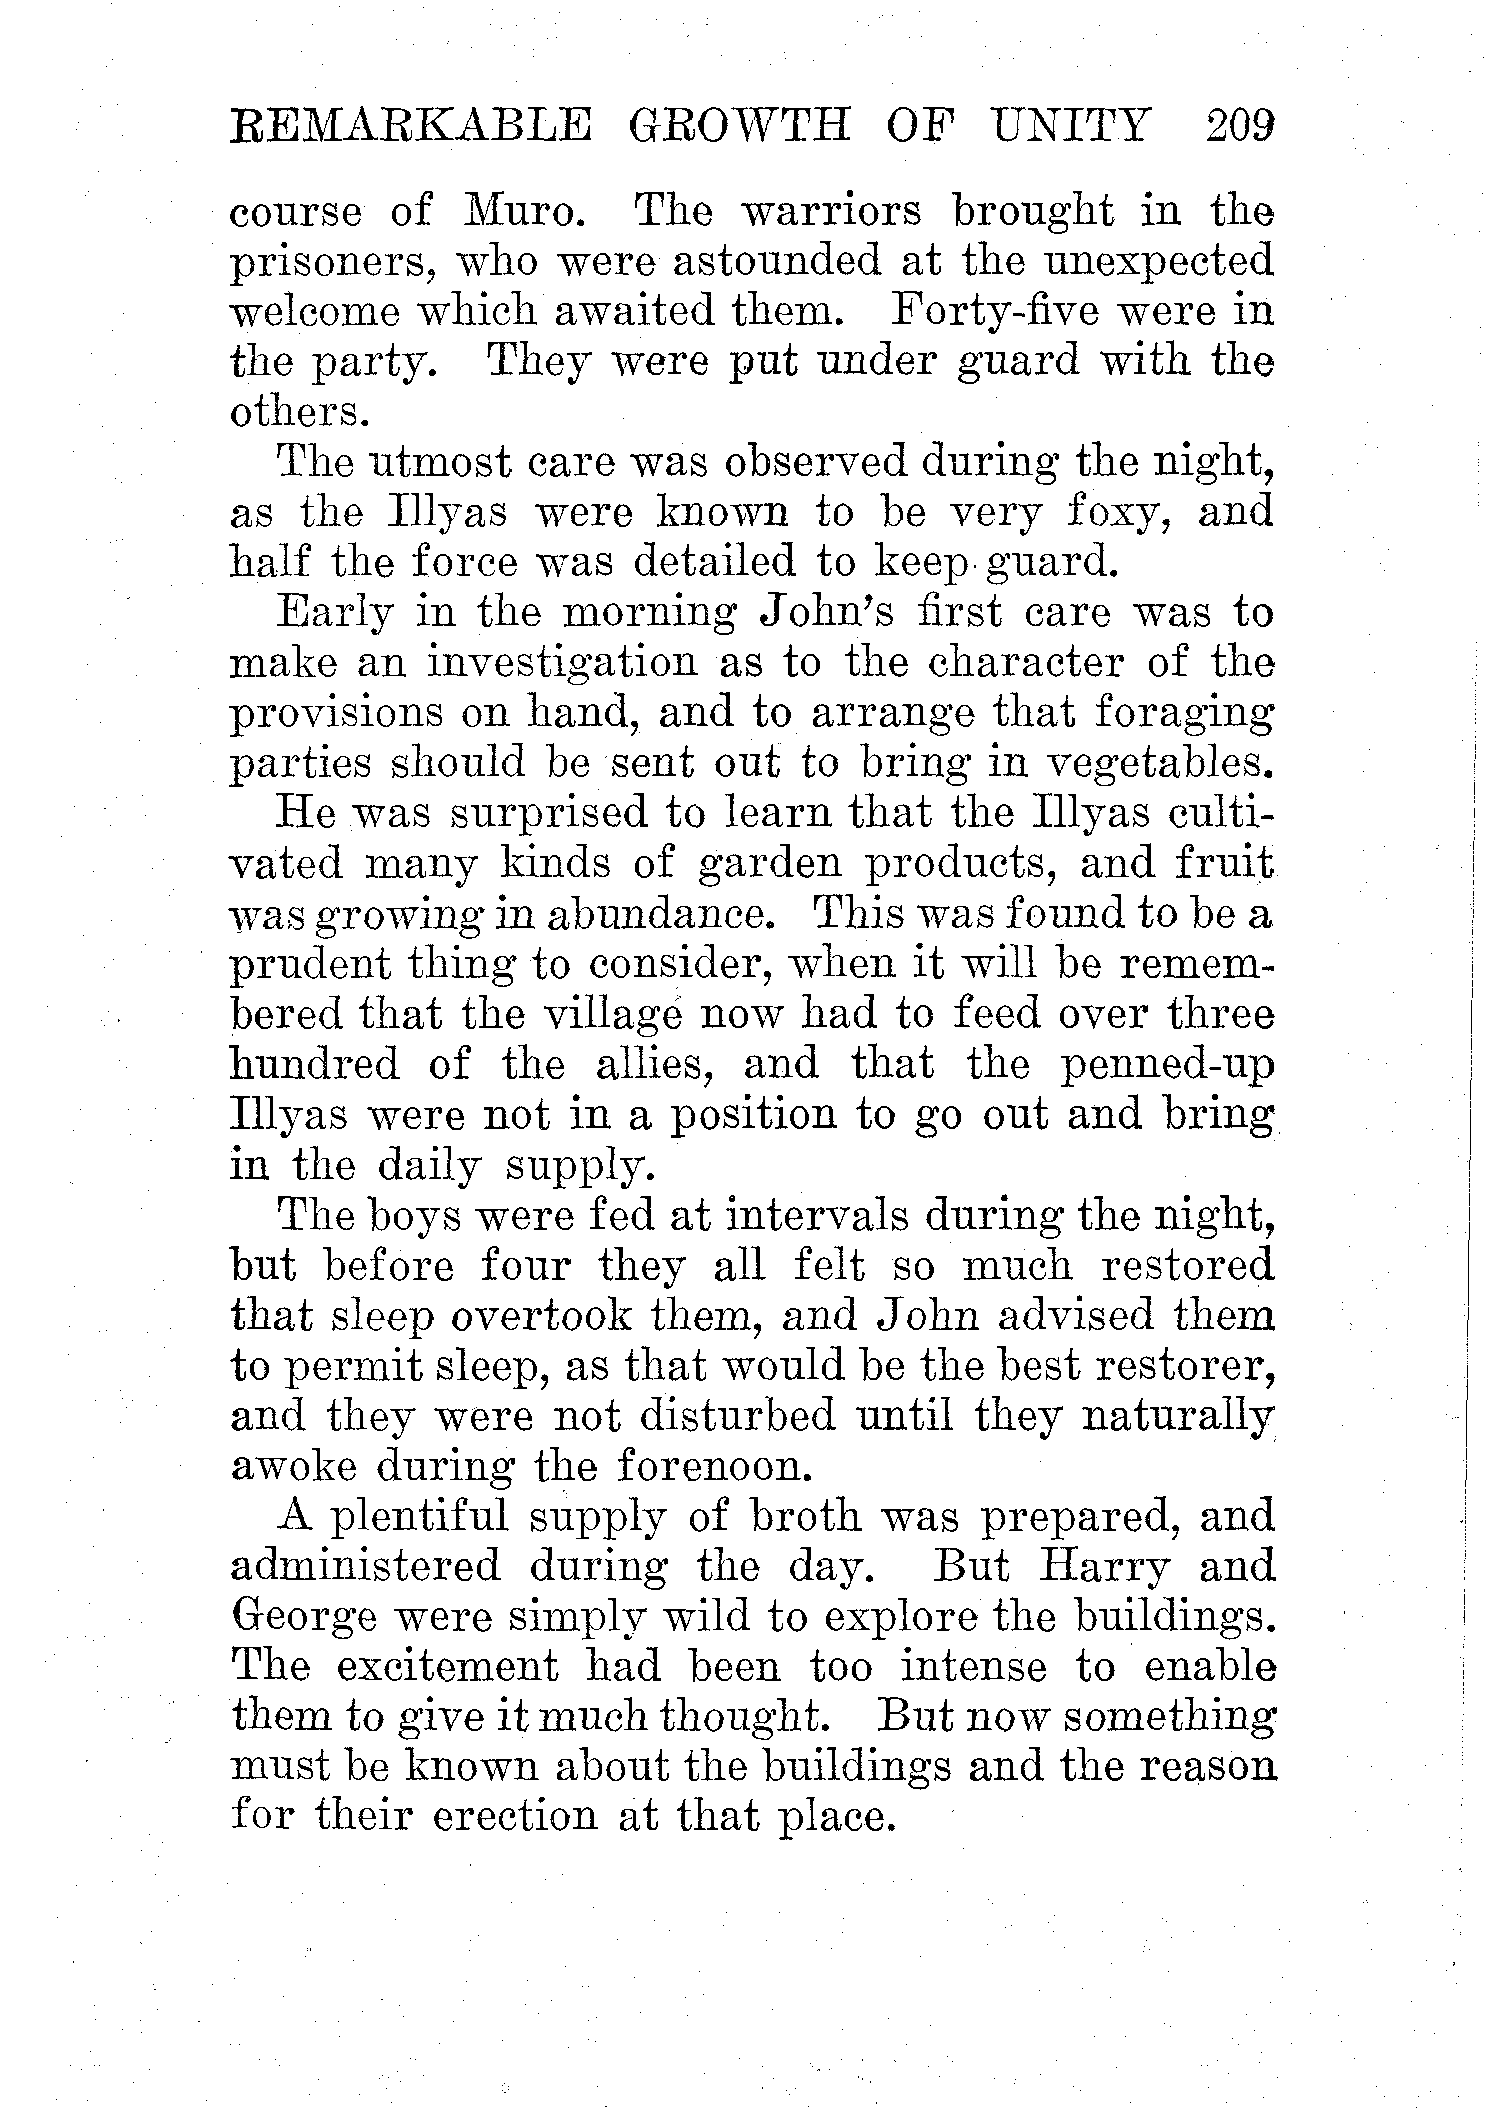 REMARKABLE GROWTH OF UNITY 209
course of Muro. The warriors brought in the
prisoners, who were astounded at the unexpected
welcome which awaited them. Forty-five were in
the party. They were put under guard with the
others.
The utmost care was observed during the night,
as the Illyas were known to be very foxy, and
half the force was detailed to keep guard.
Early in the morning John's first care was to
make an investigation as to the character of the
provisions on hand, and to arrange that foraging
parties should be sent out to bring in vegetables.
He was surprised to learn that the Illyas culti-
vated many kinds of garden products, and fruit
was growing in abundance. This was found to be a
prudent thing to consider, when it will be remem-
bered that the village now had to feed over three
hundred of the allies, and that the penned-up
Illyas were not in a position to go out and bring
in the daily supply.
The boys were fed at intervals during the night,
but before four they all felt so much restored
that sleep overtook them, and John advised them
to permit sleep, as that would be the best restorer,
and they were not disturbed until they naturally
awoke during the forenoon.
A plentiful supply of broth was prepared, and
administered during the day. But Harry and
George were simply wild to explore the buildings.
The excitement had been too intense to enable
them to give it much thought. But now something
must be known about the buildings and the reason
for their erection at that place.